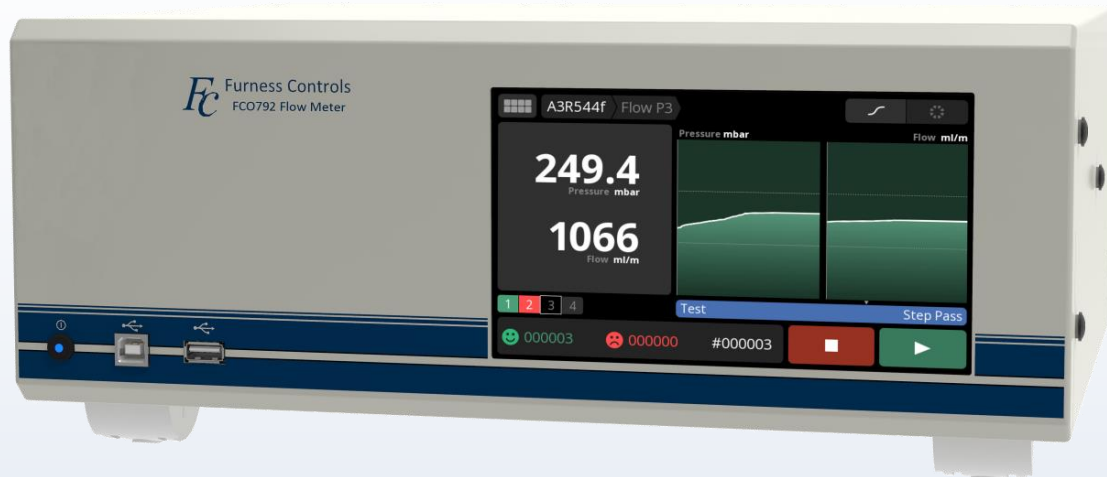 Fc
Furness Controls
FCO792 Flow Meter
A3R544f Flow P3
Pressure mbar
Flow ml/m
249.4
Pressure mbar
1066
Flow ml/m
1 2 3 4
Test
Step Pass
000003
000000
#000003